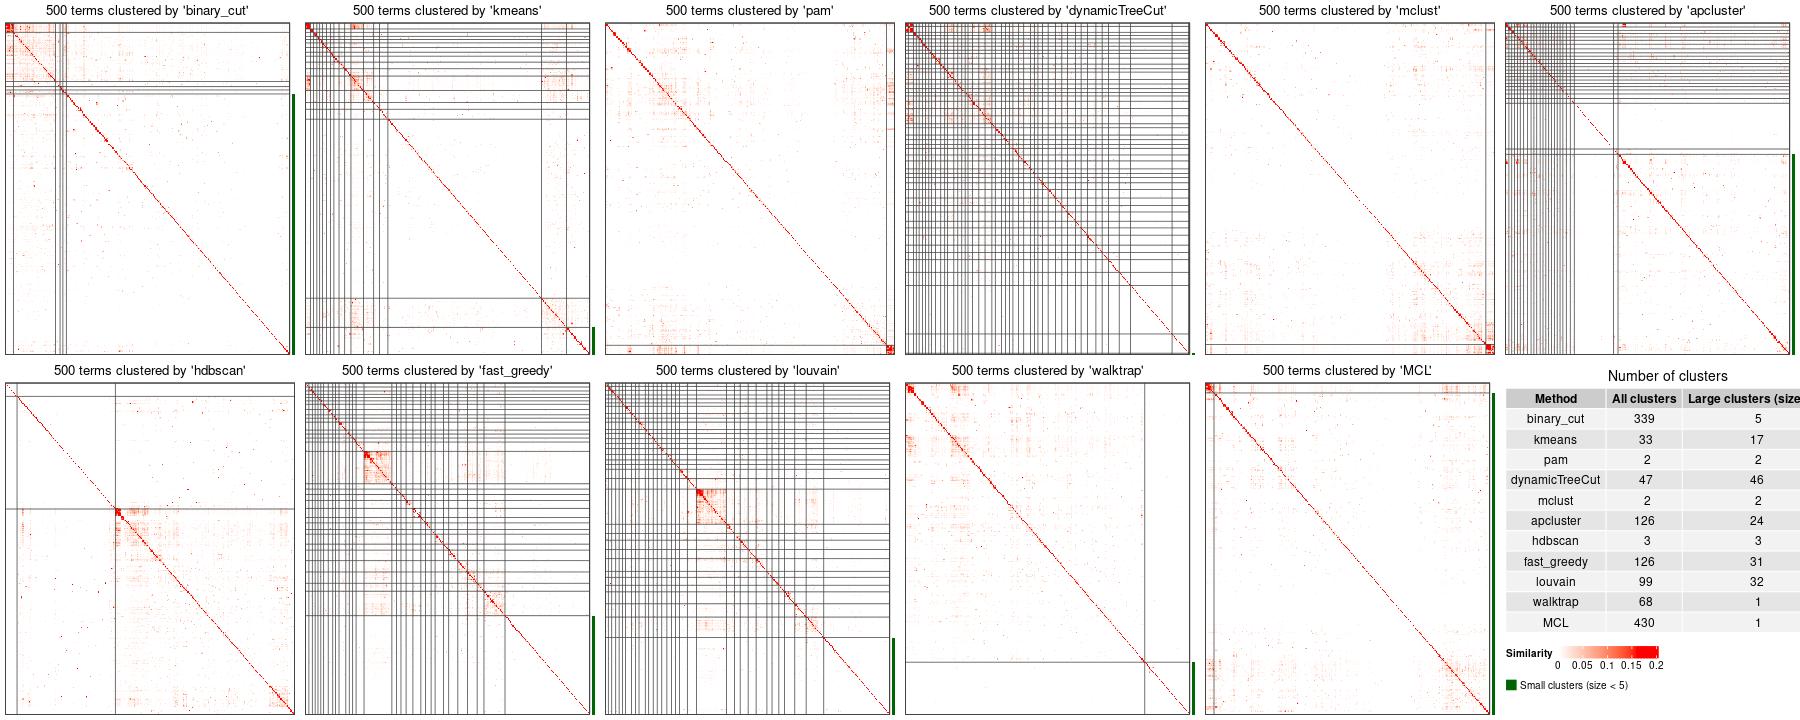 500 terms clustered by 'binary_cut'
500 terms clustered by 'kmeans'
500 terms clustered by 'pam'
500 terms clustered by 'dynamicTreeCut'
500 terms clustered by 'mclust'
500 terms clustered by 'apcluster'
500 terms clustered by 'hdbscan'
500 terms clustered by 'fast_greedy'
500 terms clustered by 'louvain'
500 terms clustered by 'walktrap'
500 terms clustered by 'MCL'
Number of clusters
Method All clusters Large clusters (size
binary_cut 339 5
kmeans 33 17
pam 2 2
dynamicTreeCut 47 46
mclust 2 2
apcluster 126 24
hdbscan 3 3
fast_greedy 126 31
louvain 99 32
walktrap 68 1
MCL 430 1
Similarity
0 0.05 0.1 0.15 0.2
Small clusters (size < 5)